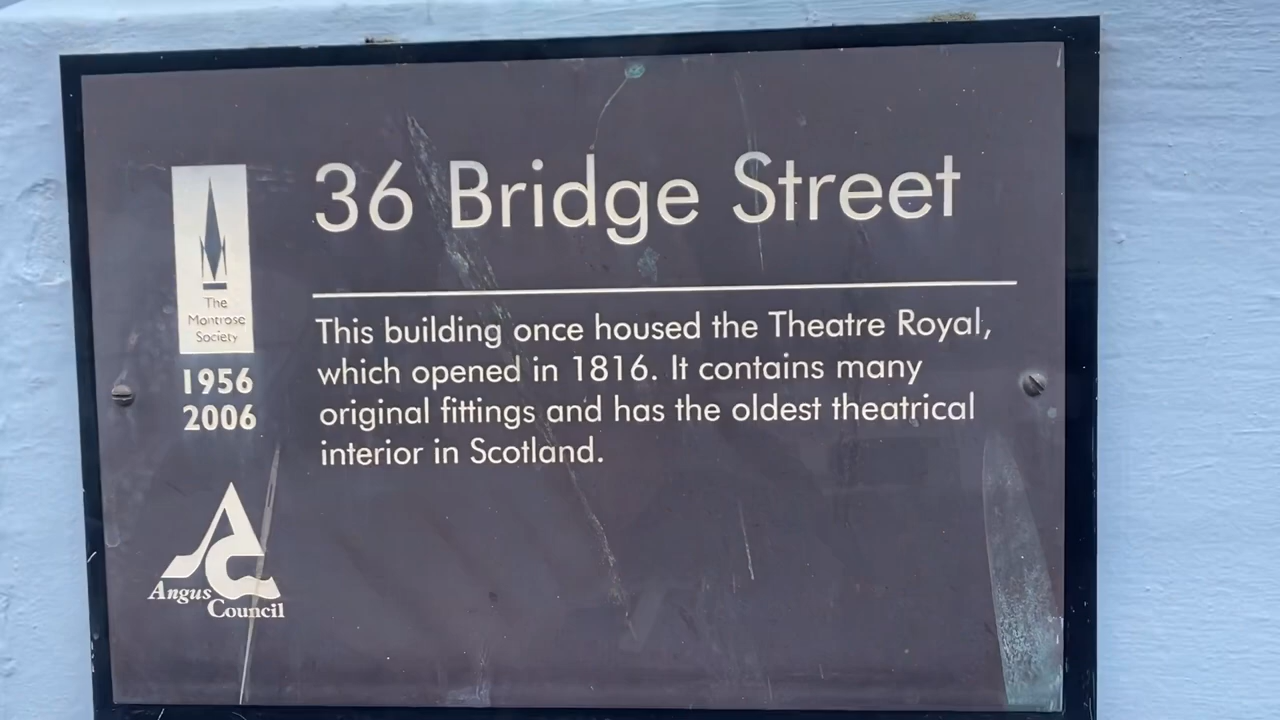 36 Bridge Street
This building once housed the Theatre Royal,
which opened in 1816. It contains many
original fittings and has the oldest theatrical
interior in Scotland.
The
Montrose
Society
1956
2006
Angus
Council